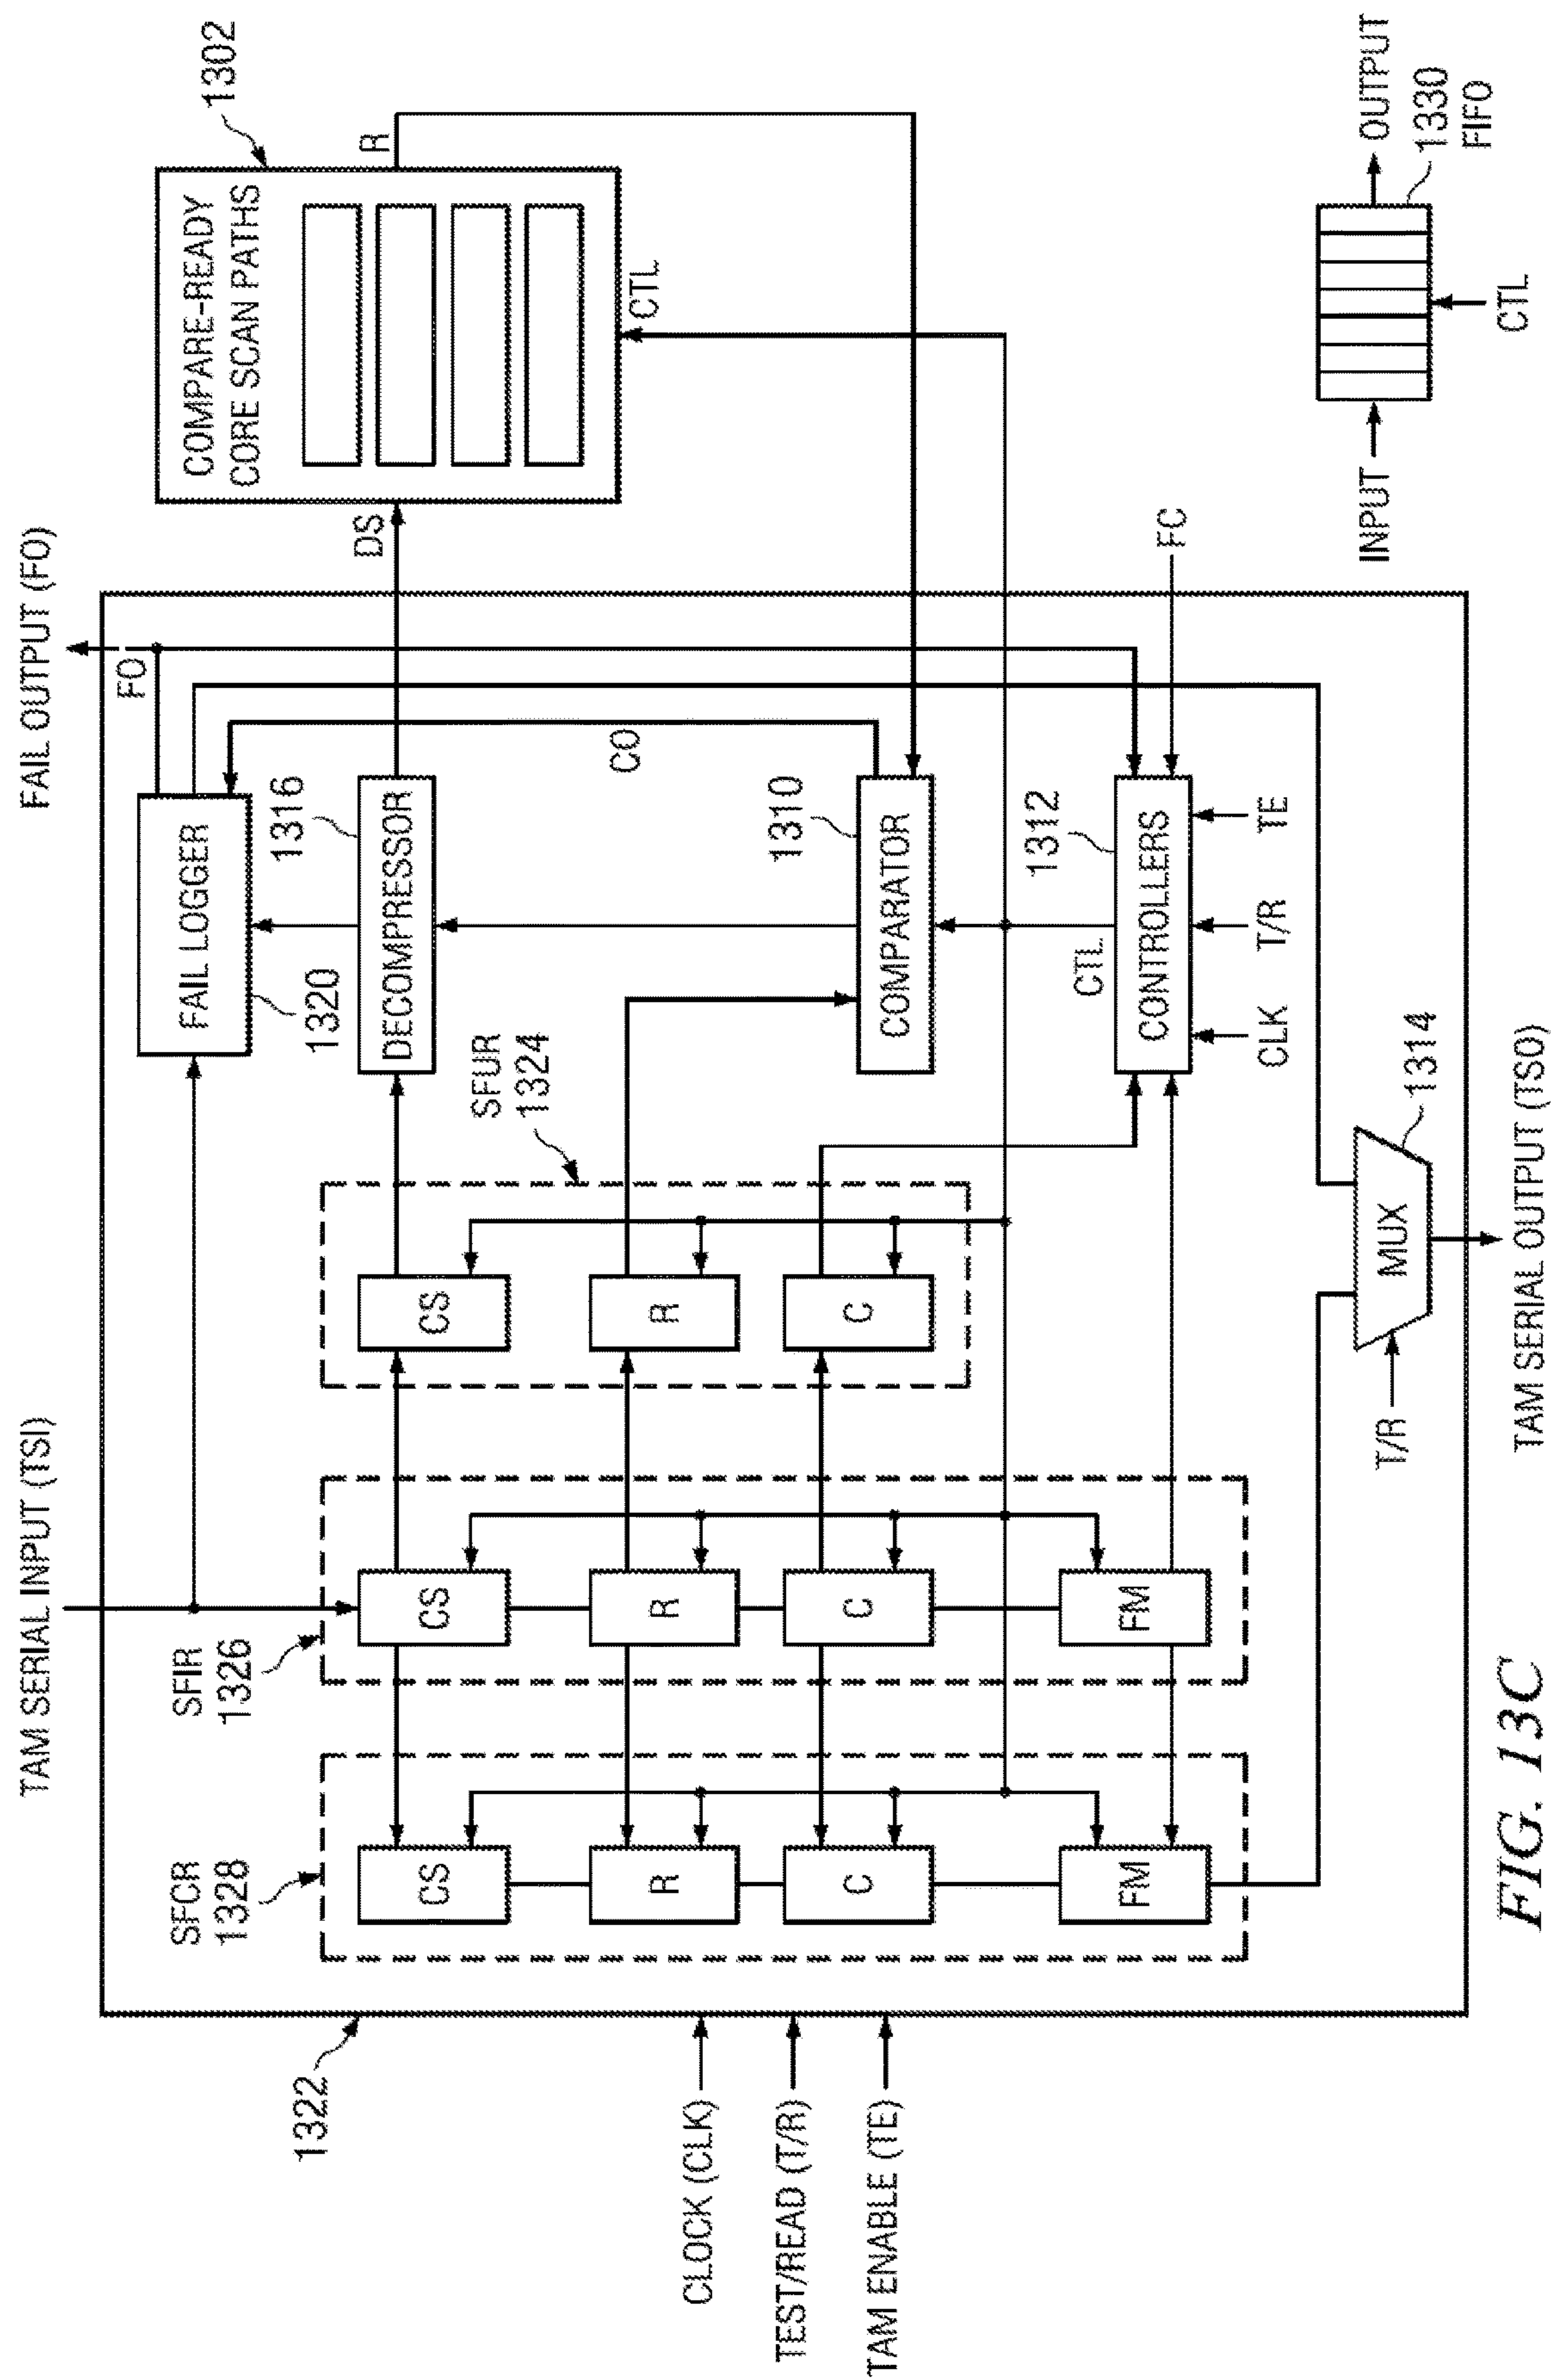 TAM SERIAL INPUT (TSI)
FAIL OUTPUT (FO)
1322
SFCR
1328
SFIR
1326
FAIL LOGGER
1320
FO
COMPARE-READY
CORE SCAN PATHS
1302
CS
CS
CS
SFUR
1324
DECOMPRESSOR
1316
DS
R
CLOCK (CLK)
TEST/READ (T/R)
TAM ENABLE (TE)
R
R
R
CO
CTL
C
C
C
COMPARATOR
1310
CTL
FM
FM
CONTROLLERS
1312
FC
CLK
T/R
TE
T/R
MUX
1314
INPUT
OUTPUT
1330
FIFO
CTL
TAM SERIAL OUTPUT (TSO)
FIG. 13C